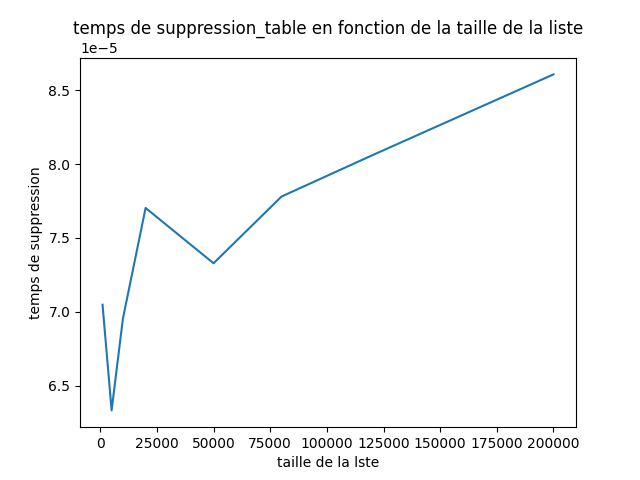 temps de suppression_table en fonction de la taille de la liste
1e−5
8.5
8.0
7.5
7.0
6.5
temps de suppression
0 25000 50000 75000 100000 125000 150000 175000 200000
taille de la lste